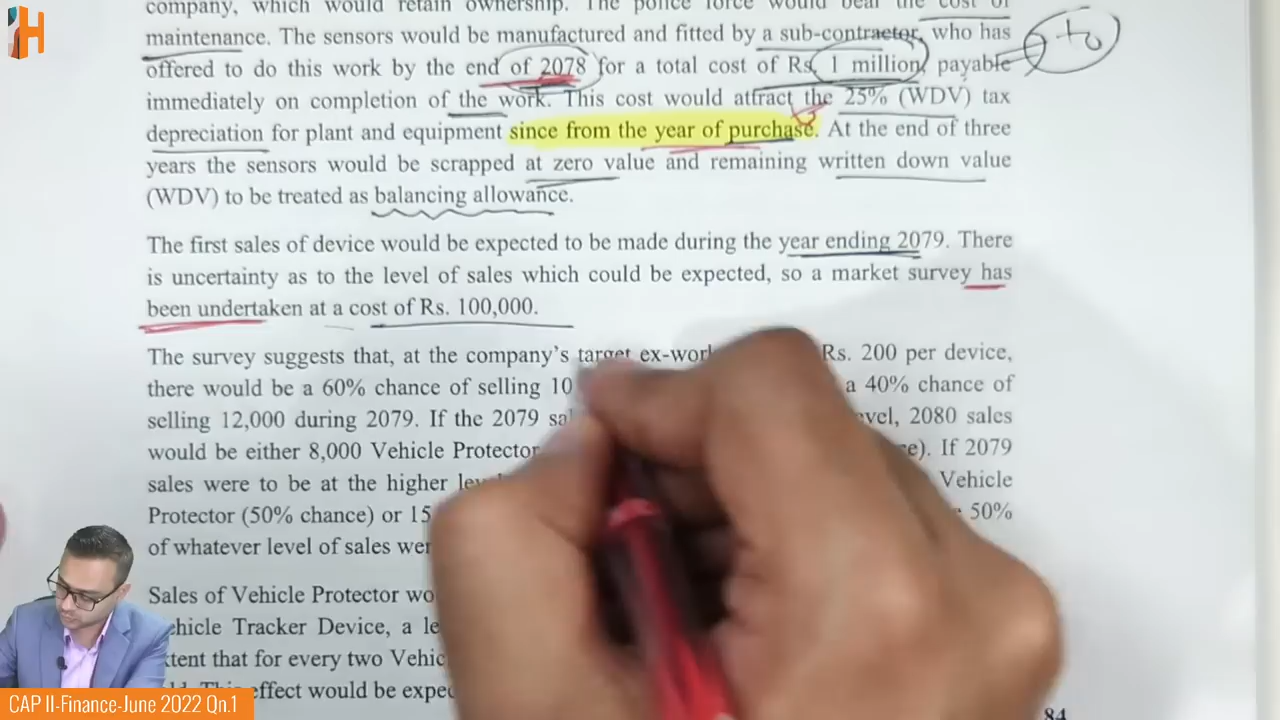 H
company, which would retain ownership. The police force would bear the cost of
maintenance. The sensors would be manufactured and fitted by a sub-contractor, who has
offered to do this work by the end of 2078 for a total cost of Rs. 1 million, payable
to
immediately on completion of the work. This cost would attract the 25% (WDV) tax
depreciation for plant and equipment since from the year of purchase. At the end of three
years the sensors would be scrapped at zero value and remaining written down value
(WDV) to be treated as balancing allowance.
The first sales of device would be expected to be made during the year ending 2079. There
is uncertainty as to the level of sales which could be expected, so a market survey has
been undertaken at a cost of Rs. 100,000.
The survey suggests that, at the company's target ex-wor Rs. 200 per device,
there would be a 60% chance of selling 10 a 40% chance of
selling 12,000 during 2079. If the 2079 sal evel, 2080 sales
would be either 8,000 Vehicle Protector ce). If 2079
sales were to be at the higher lev Vehicle
Protector (50% chance) or 15 50%
of whatever level of sales wer
Sales of Vehicle Protector wo
ehicle Tracker Device, a le
xtent that for every two Vehic
effect would be expec
84
CAP II-Finance-June 2022 Qn.1